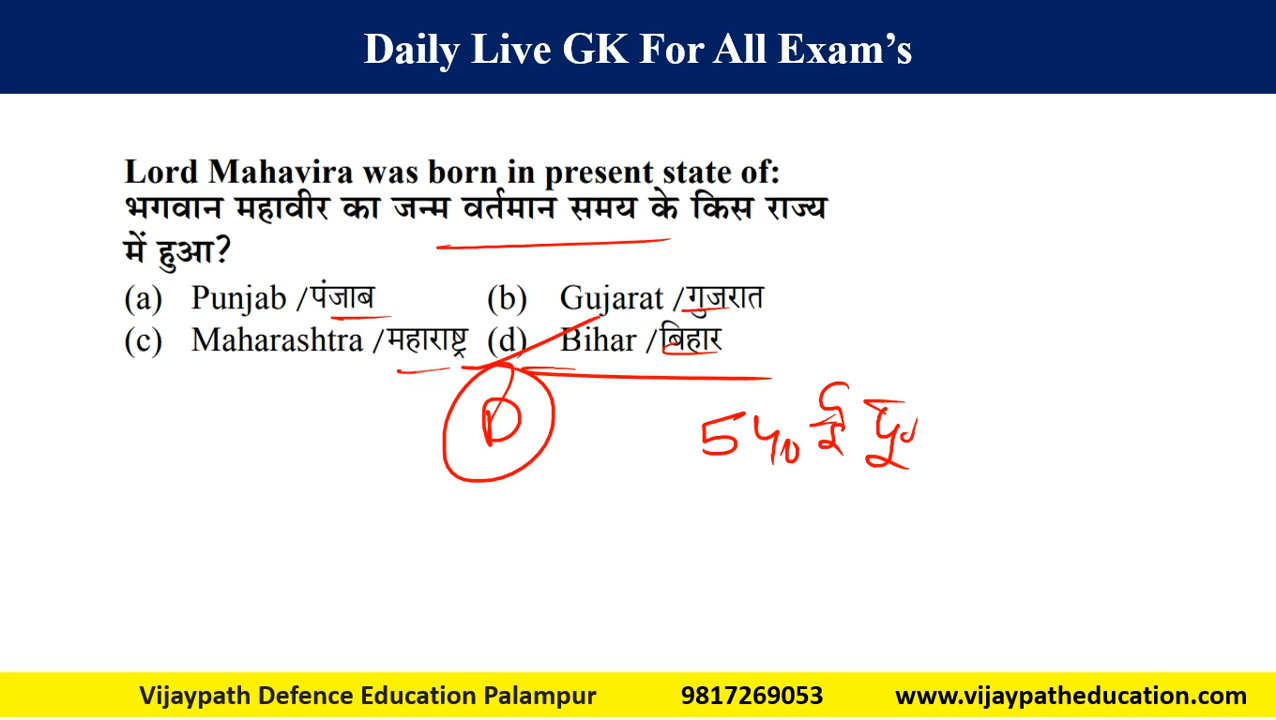 Daily Live GK For All Exam's
Lord Mahavira was born in present state of:
भगवान महावीर का जन्म वर्तमान समय के किस राज्य
में हुआ?
(a) Punjab /पंजाब (b) Gujarat /गुजरात
(c) Maharashtra /महाराष्ट्र (d) Bihar /बिहार
D
540 ई पू०
Vijaypath Defence Education Palampur 9817269053 www.vijaypatheducation.com